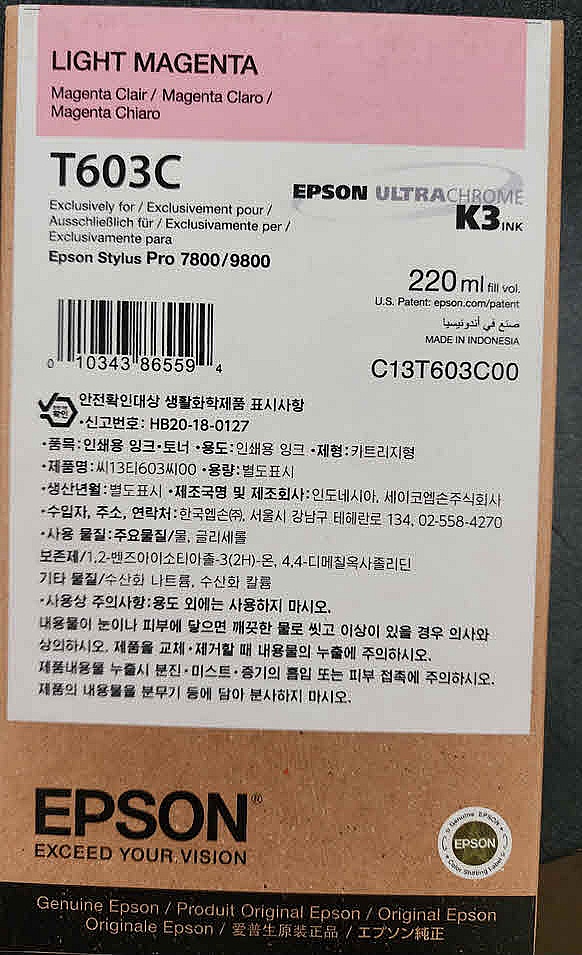 LIGHT MAGENTA
Magenta Clair / Magenta Claro /
Magenta Chiaro
T603C
Exclusively for / Exclusivement pour /
Ausschließlich für / Exclusivamente per /
Exclusivamente para
Epson Stylus Pro 7800/9800
EPSON ULTRACHROME
K3 INK
220 ml fill vol.
U.S. Patent: epson.com/patent
صنع في أندونيسيا
MADE IN INDONESIA
0 10343 86559 4
C13T603C00
확인
안전확인대상 생활화학제품 표시사항
•신고번호: HB20-18-0127
•품목:인쇄용 잉크•토너 •용도:인쇄용 잉크 •제형:카트리지형
•제품명:씨13티603씨00 •용량:별도표시
•생산년월:별도표시 •제조국명 및 제조회사:인도네시아, 세이코엡손주식회사
•수입자, 주소, 연락처:한국엡손㈜, 서울시 강남구 테헤란로 134, 02-558-4270
•사용 물질:주요물질/물, 글리세롤
보존제/1,2-벤즈아이소티아졸-3(2H)-온, 4,4-디메칠옥사졸리딘
기타 물질/수산화 나트륨, 수산화 칼륨
•사용상 주의사항:용도 외에는 사용하지 마시오.
내용물이 눈이나 피부에 닿으면 깨끗한 물로 씻고 이상이 있을 경우 의사와
상의하시오. 제품을 교체•제거할 때 내용물의 누출에 주의하시오.
제품내용물 누출시 분진•미스트•증기의 흡입 또는 피부 접촉에 주의하시오.
제품의 내용물을 분무기 등에 담아 분사하지 마시오.
EPSON®
EXCEED YOUR VISION
Genuine EPSON
EPSON
Color Shifting Label
Genuine Epson / Produit Original Epson / Original Epson
Originale Epson / 爱普生原装正品 / エプソン純正